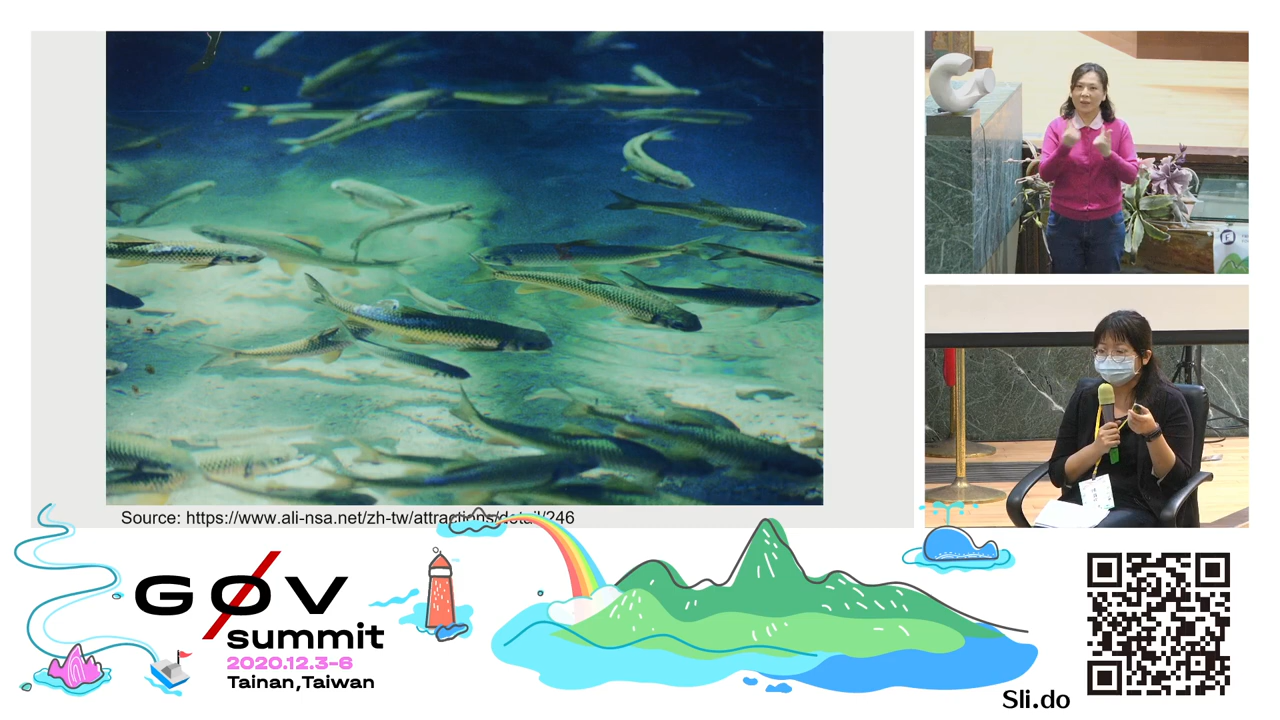 Source: https://www.ali-nsa.net/zh-tw/attractions/detail/246
GØV
summit
2020.12.3-6
Tainan,Taiwan
Sli.do